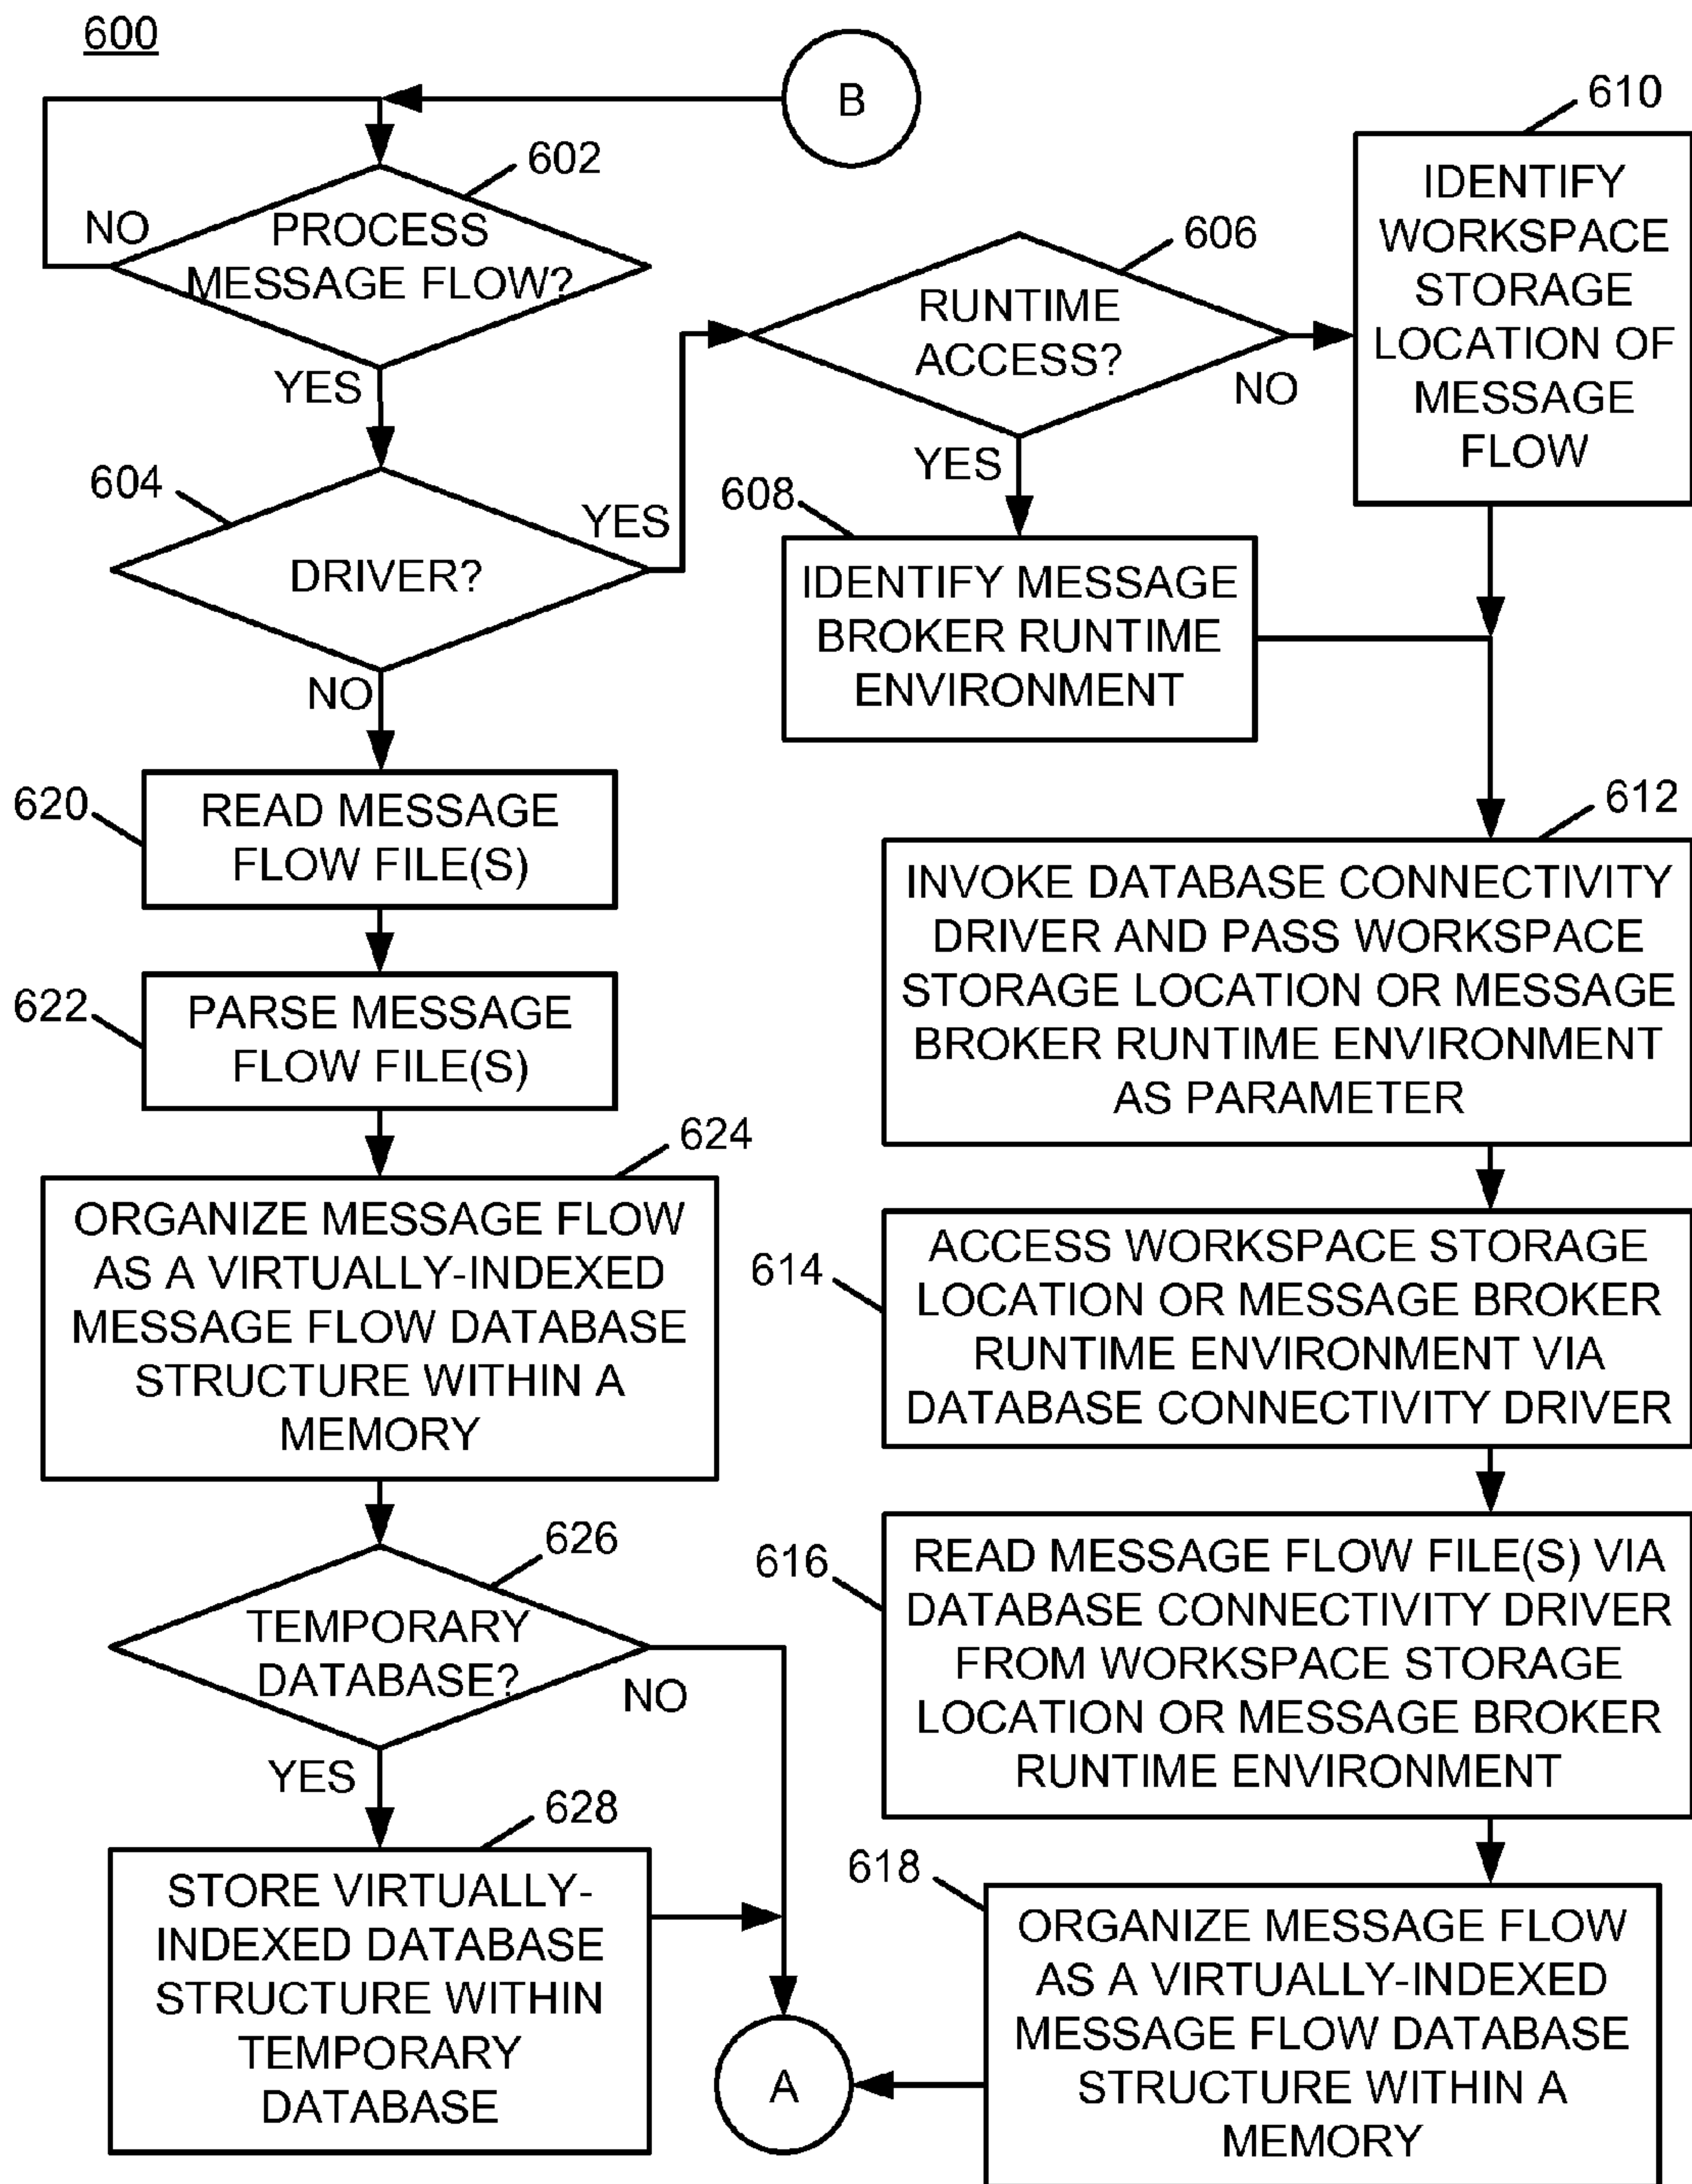 600
B
602
PROCESS
MESSAGE FLOW?
NO
YES
604
DRIVER?
YES
NO
606
RUNTIME
ACCESS?
NO
YES
610
IDENTIFY
WORKSPACE
STORAGE
LOCATION OF
MESSAGE
FLOW
608
IDENTIFY MESSAGE
BROKER RUNTIME
ENVIRONMENT
612
INVOKE DATABASE CONNECTIVITY
DRIVER AND PASS WORKSPACE
STORAGE LOCATION OR MESSAGE
BROKER RUNTIME ENVIRONMENT
AS PARAMETER
614
ACCESS WORKSPACE STORAGE
LOCATION OR MESSAGE BROKER
RUNTIME ENVIRONMENT VIA
DATABASE CONNECTIVITY DRIVER
616
READ MESSAGE FLOW FILE(S) VIA
DATABASE CONNECTIVITY DRIVER
FROM WORKSPACE STORAGE
LOCATION OR MESSAGE BROKER
RUNTIME ENVIRONMENT
618
ORGANIZE MESSAGE FLOW
AS A VIRTUALLY-INDEXED
MESSAGE FLOW DATABASE
STRUCTURE WITHIN A
MEMORY
620
READ MESSAGE
FLOW FILE(S)
622
PARSE MESSAGE
FLOW FILE(S)
624
ORGANIZE MESSAGE FLOW
AS A VIRTUALLY-INDEXED
MESSAGE FLOW DATABASE
STRUCTURE WITHIN A
MEMORY
626
TEMPORARY
DATABASE?
NO
YES
628
STORE VIRTUALLY-
INDEXED DATABASE
STRUCTURE WITHIN
TEMPORARY
DATABASE
A